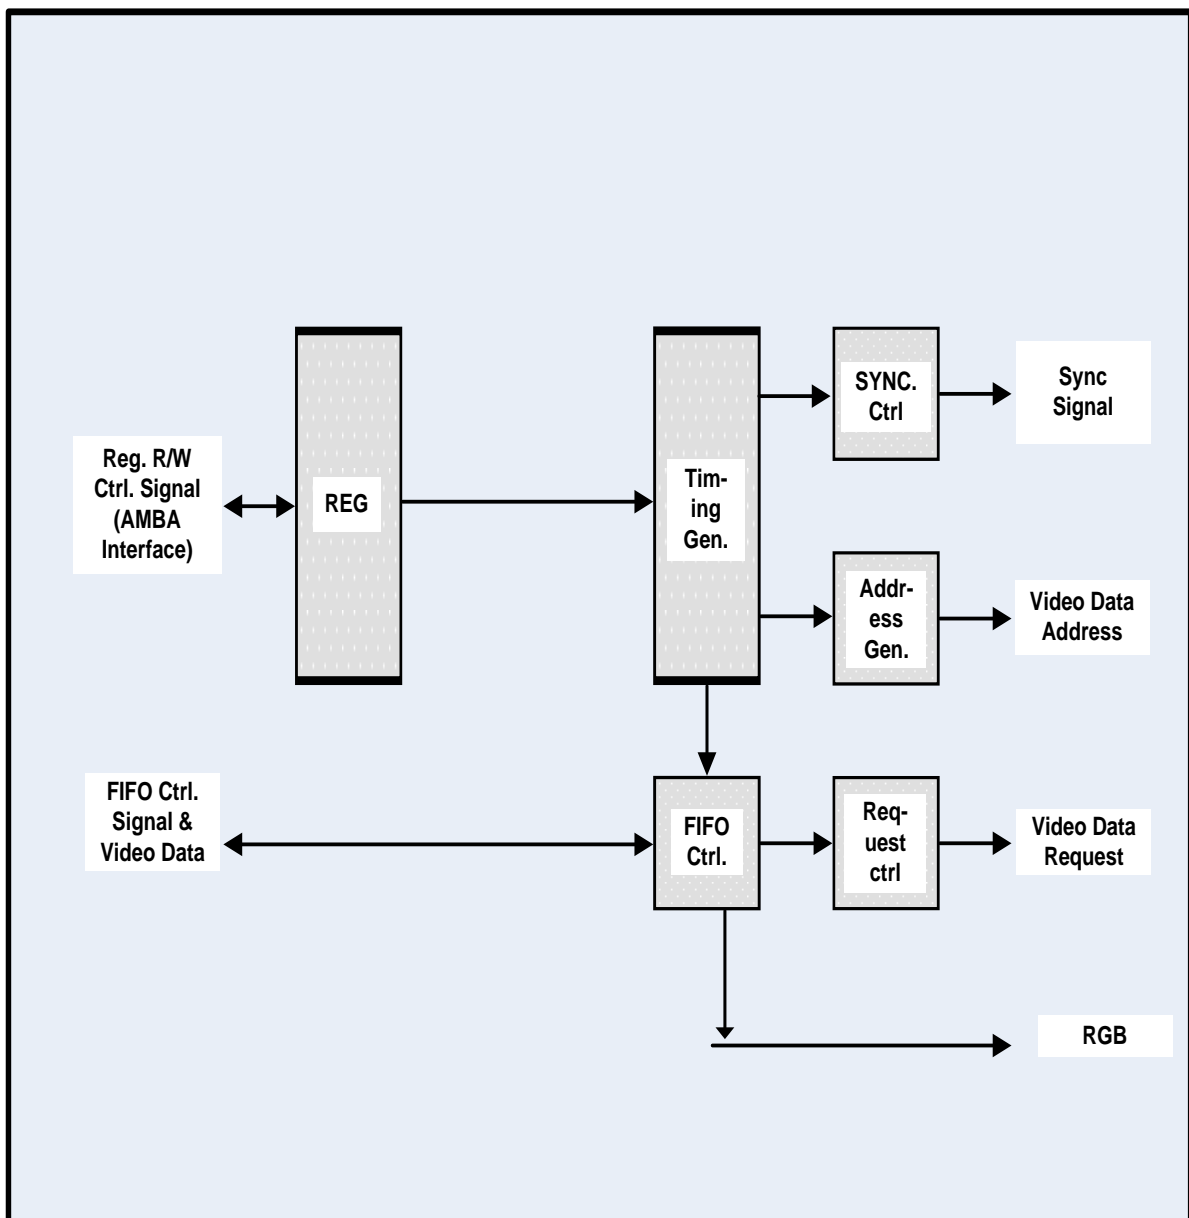 Reg. R/W
Ctrl. Signal
(AMBA
Interface)
REG
Tim-
ing
Gen.
SYNC.
Ctrl
Sync
Signal
Addr-
ess
Gen.
Video Data
Address
FIFO Ctrl.
Signal &
Video Data
FIFO
Ctrl.
Req-
uest
ctrl
Video Data
Request
RGB